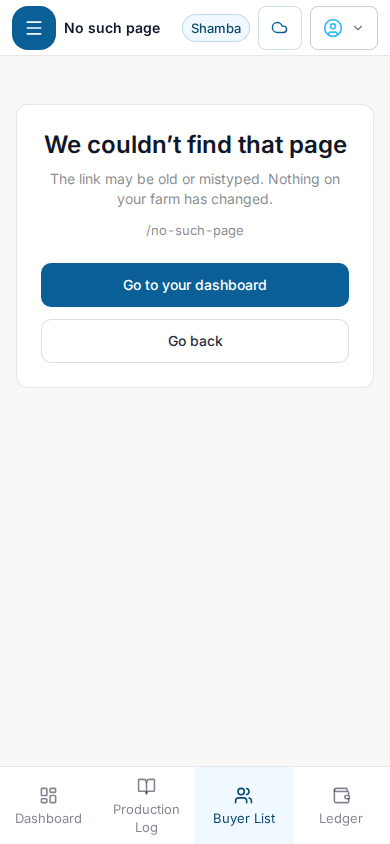 No such page
Shamba
We couldn’t find that page
The link may be old or mistyped. Nothing on
your farm has changed.
/no-such-page
Go to your dashboard
Go back
Dashboard
Production
Log
Buyer List
Ledger